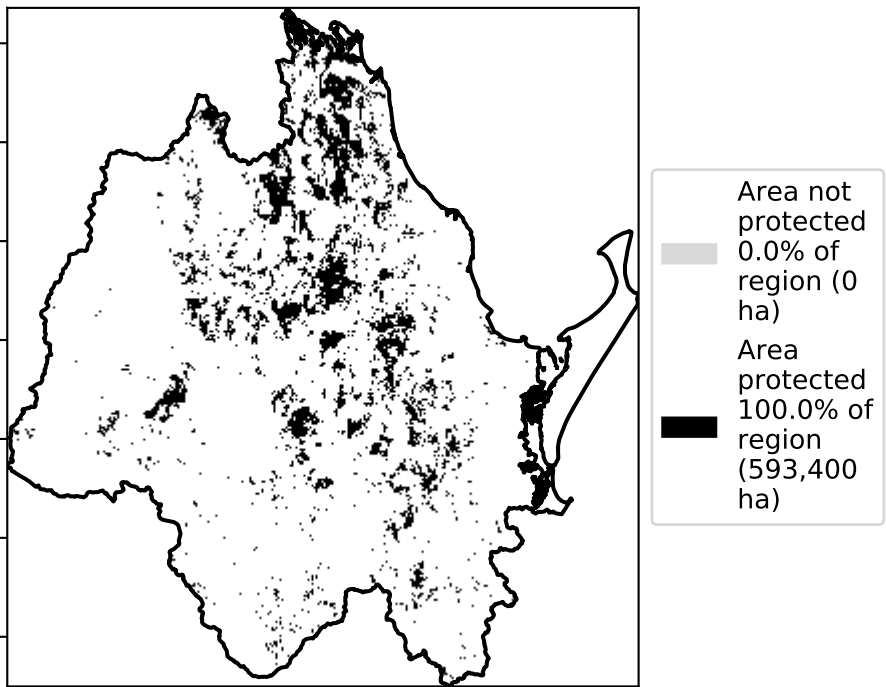 Area not
protected
0.0% of
region (0
ha)
Area
protected
100.0% of
region
(593,400
ha)